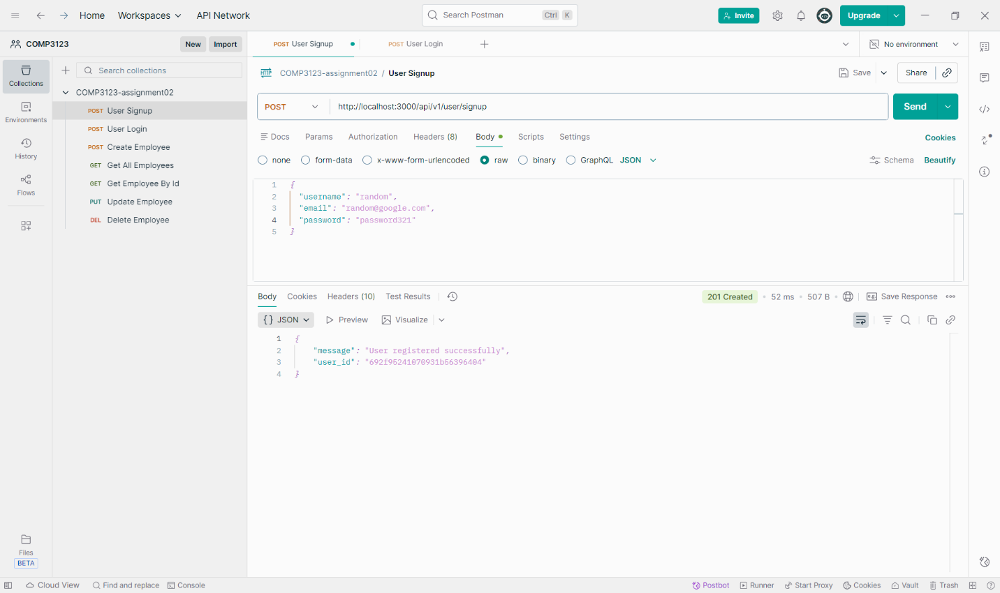 Home Workspaces API Network Search Postman Ctrl K Invite Upgrade
COMP3123 New Import
POST User Signup POST User Login No environment
Collections
Environments
History
Flows
Files
BETA
Search collections
COMP3123-assignment02
POST User Signup
POST User Login
POST Create Employee
GET Get All Employees
GET Get Employee By Id
PUT Update Employee
DEL Delete Employee
HTTP COMP3123-assignment02 / User Signup Save Share
POST http://localhost:3000/api/v1/user/signup Send
Docs Params Authorization Headers (8) Body Scripts Settings Cookies
none form-data x-www-form-urlencoded raw binary GraphQL JSON Schema Beautify
1 {
2 "username": "random",
3 "email": "random@google.com",
4 "password": "password321"
5 }
Body Cookies Headers (10) Test Results 201 Created 52 ms 507 B e.g. Save Response
{} JSON Preview Visualize
1 {
2 "message": "User registered successfully",
3 "user_id": "692f95241070931b56396404"
4 }
Cloud View Find and replace Console Postbot Runner Start Proxy Cookies Vault Trash